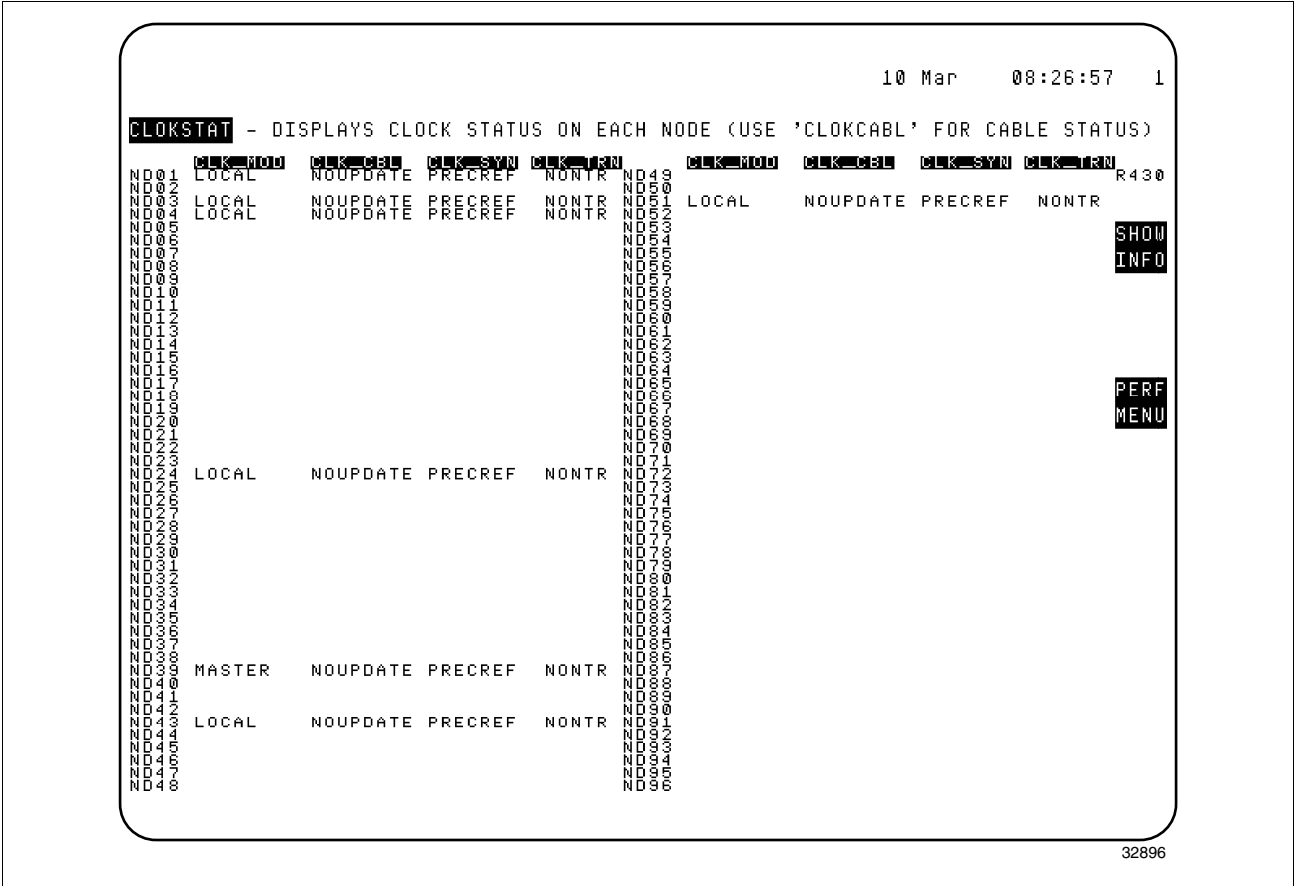 10 Mar 08:26:57 1
CLOKSTAT - DISPLAYS CLOCK STATUS ON EACH NODE (USE 'CLOKCABL' FOR CABLE STATUS)
CLK_MOD CLK_CBL CLK_SYN CLK_TRN CLK_MOD CLK_CBL CLK_SYN CLK_TRN
ND01 LOCAL NOUPDATE PRECREF NONTR ND49 R430
ND02 ND50
ND03 LOCAL NOUPDATE PRECREF NONTR ND51 LOCAL NOUPDATE PRECREF NONTR
ND04 LOCAL NOUPDATE PRECREF NONTR ND52
ND05 ND53
ND06 ND54 SHOW
ND07 ND55
ND08 ND56 INFO
ND09 ND57
ND10 ND58
ND11 ND59
ND12 ND60
ND13 ND61
ND14 ND62
ND15 ND63
ND16 ND64
ND17 ND65
ND18 ND66 PERF
ND19 ND67
ND20 ND68 MENU
ND21 ND69
ND22 ND70
ND23 ND71
ND24 LOCAL NOUPDATE PRECREF NONTR ND72
ND25 ND73
ND26 ND74
ND27 ND75
ND28 ND76
ND29 ND77
ND30 ND78
ND31 ND79
ND32 ND80
ND33 ND81
ND34 ND82
ND35 ND83
ND36 ND84
ND37 ND85
ND38 ND86
ND39 MASTER NOUPDATE PRECREF NONTR ND87
ND40 ND88
ND41 ND89
ND42 ND90
ND43 LOCAL NOUPDATE PRECREF NONTR ND91
ND44 ND92
ND45 ND93
ND46 ND94
ND47 ND95
ND48 ND96
32896